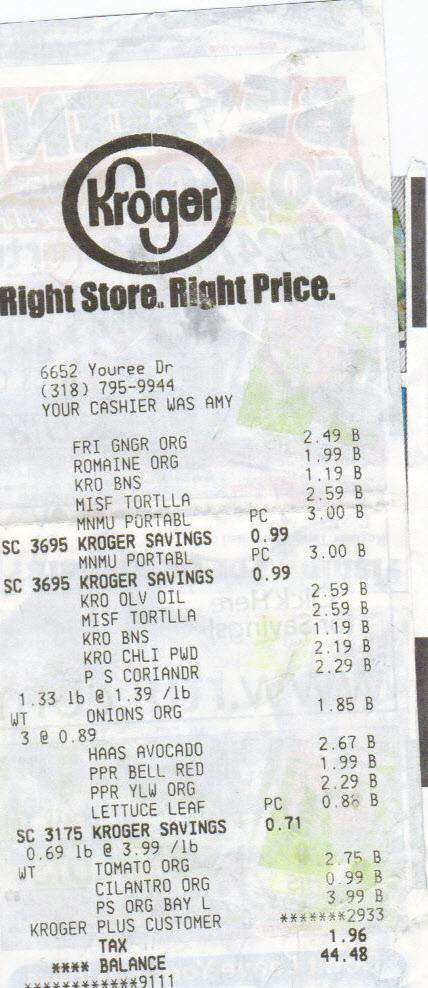 Kroger
Right Store. Right Price.
6652 Youree Dr
(318) 795-9944
YOUR CASHIER WAS AMY
FRI GNGR ORG 2.49 B
ROMAINE ORG 1.99 B
KRO BNS 1.19 B
MISF TORTLLA 2.59 B
MNMU PORTABL PC 3.00 B
SC 3695 KROGER SAVINGS 0.99
MNMU PORTABL PC 3.00 B
SC 3695 KROGER SAVINGS 0.99
KRO OLV OIL 2.59 B
MISF TORTLLA 2.59 B
KRO BNS 1.19 B
KRO CHLI PWD 2.19 B
P S CORIANDR 2.29 B
1.33 lb @ 1.39 /lb
WT ONIONS ORG 1.85 B
3 @ 0.89
HAAS AVOCADO 2.67 B
PPR BELL RED 1.99 B
PPR YLW ORG 2.29 B
LETTUCE LEAF PC 0.88 B
SC 3175 KROGER SAVINGS 0.71
0.69 lb @ 3.99 /lb
WT TOMATO ORG 2.75 B
CILANTRO ORG 0.99 B
PS ORG BAY L 3.99 B
KROGER PLUS CUSTOMER *******2933
TAX 1.96
**** BALANCE 44.48
************9111